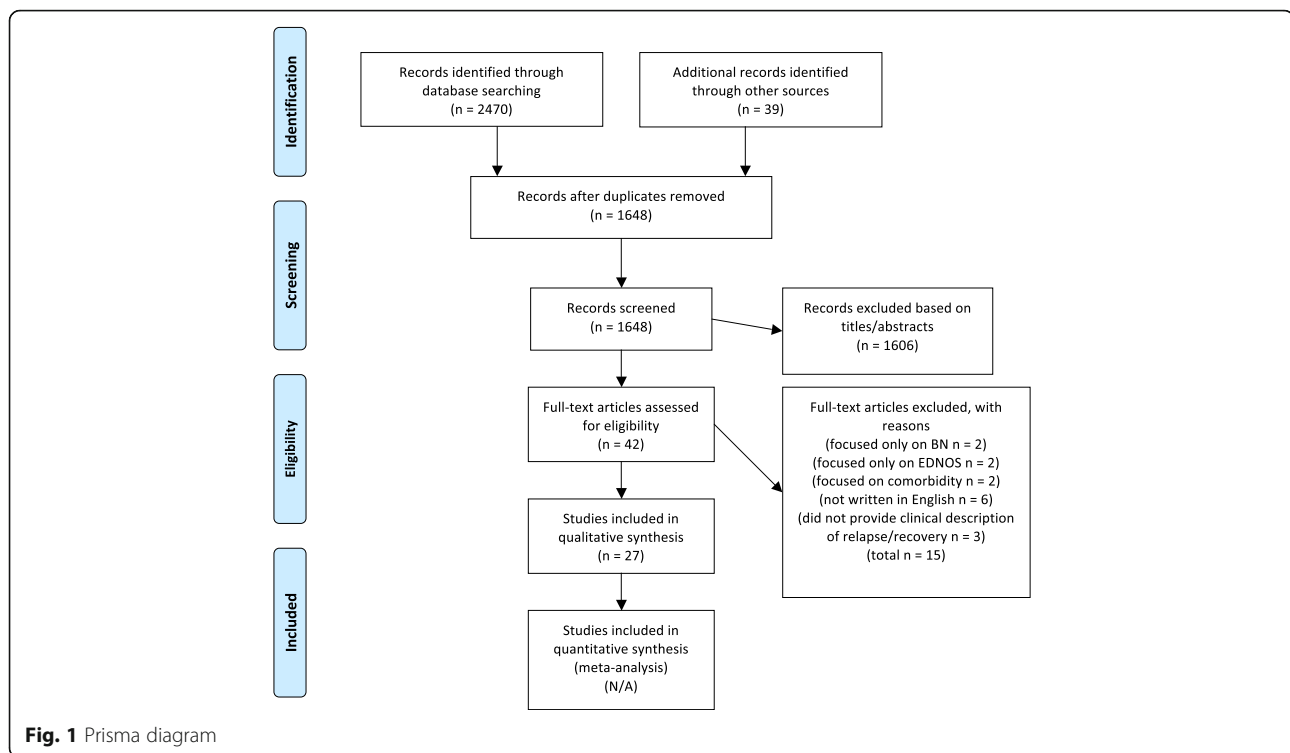 Identification
Records identified through
database searching
(n = 2470)
Additional records identified
through other sources
(n = 39)
Records after duplicates removed
(n = 1648)
Screening
Records screened
(n = 1648)
Records excluded based on
titles/abstracts
(n = 1606)
Eligibility
Full-text articles assessed
for eligibility
(n = 42)
Full-text articles excluded, with
reasons
(focused only on BN n = 2)
(focused only on EDNOS n = 2)
(focused on comorbidity n = 2)
(not written in English n = 6)
(did not provide clinical description
of relapse/recovery n = 3)
(total n = 15)
Studies included in
qualitative synthesis
(n = 27)
Included
Studies included in
quantitative synthesis
(meta-analysis)
(N/A)
Fig. 1 Prisma diagram